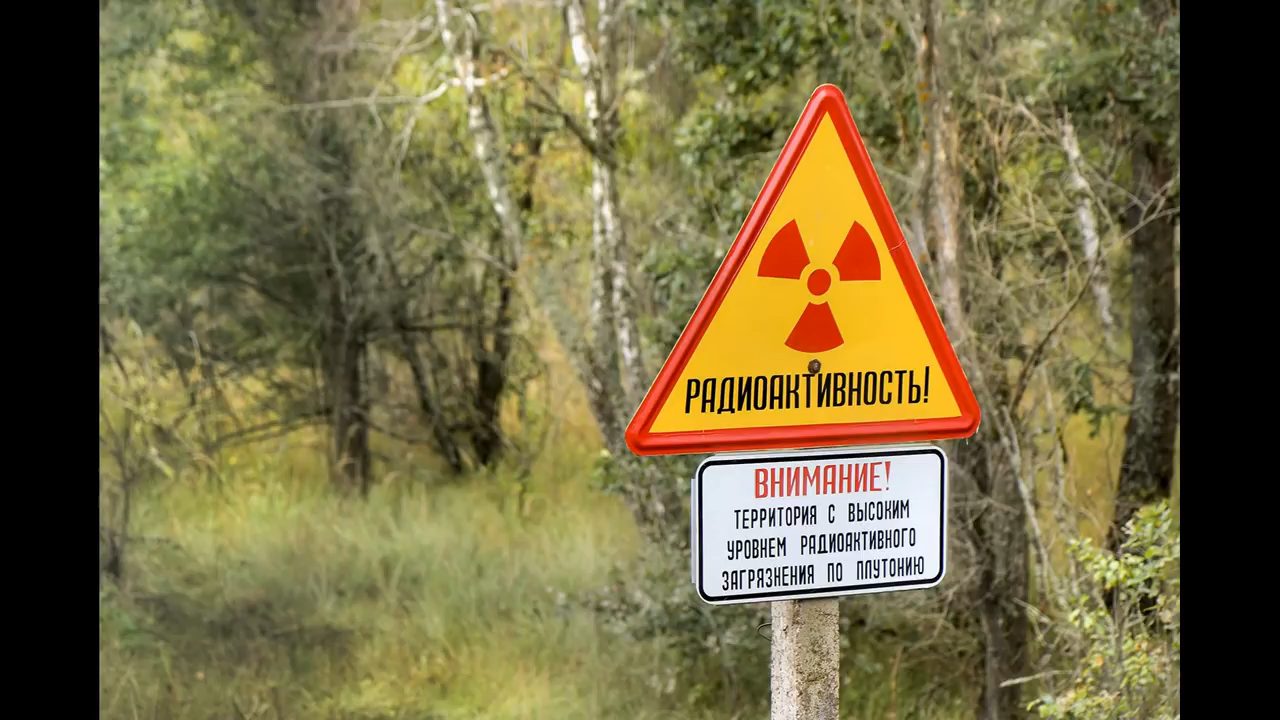 РАДИОАКТИВНОСТЬ!
ВНИМАНИЕ!
ТЕРРИТОРИЯ С ВЫСОКИМ
УРОВНЕМ РАДИОАКТИВНОГО
ЗАГРЯЗНЕНИЯ ПО ПЛУТОНИЮ